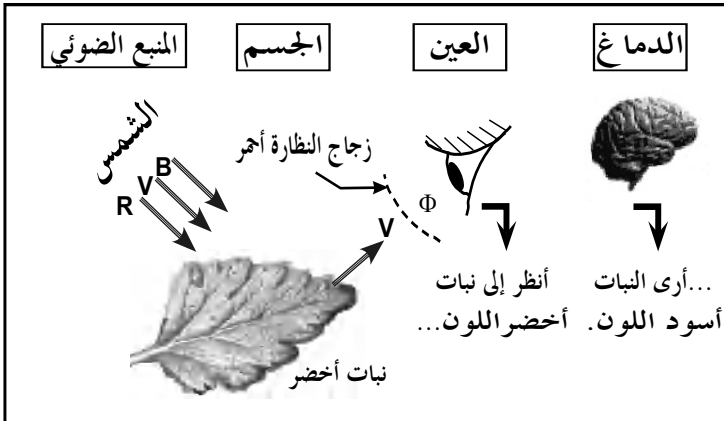 المنبع الضوئي
الجسم
العين
الدماغ
الشمس
R V B
زجاج النظارة أحمر
V
Φ
نبات أخضر
أنظر إلى نبات
أخضر اللون...
...أرى النبات
أسود اللون.